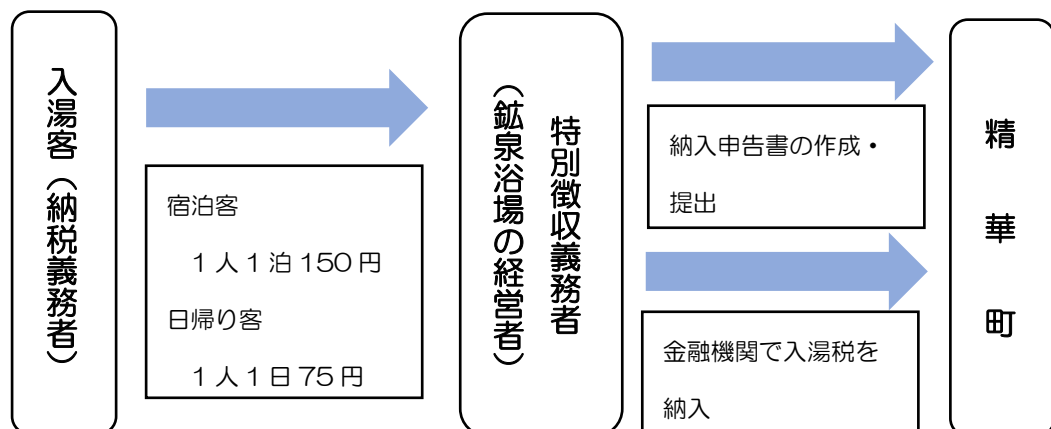 入湯客（納税義務者）
宿泊客
１人１泊 150 円
日帰り客
１人１日 75 円
特別徴収義務者
（鉱泉浴場の経営者）
納入申告書の作成・
提出
金融機関で入湯税を
納入
精華町